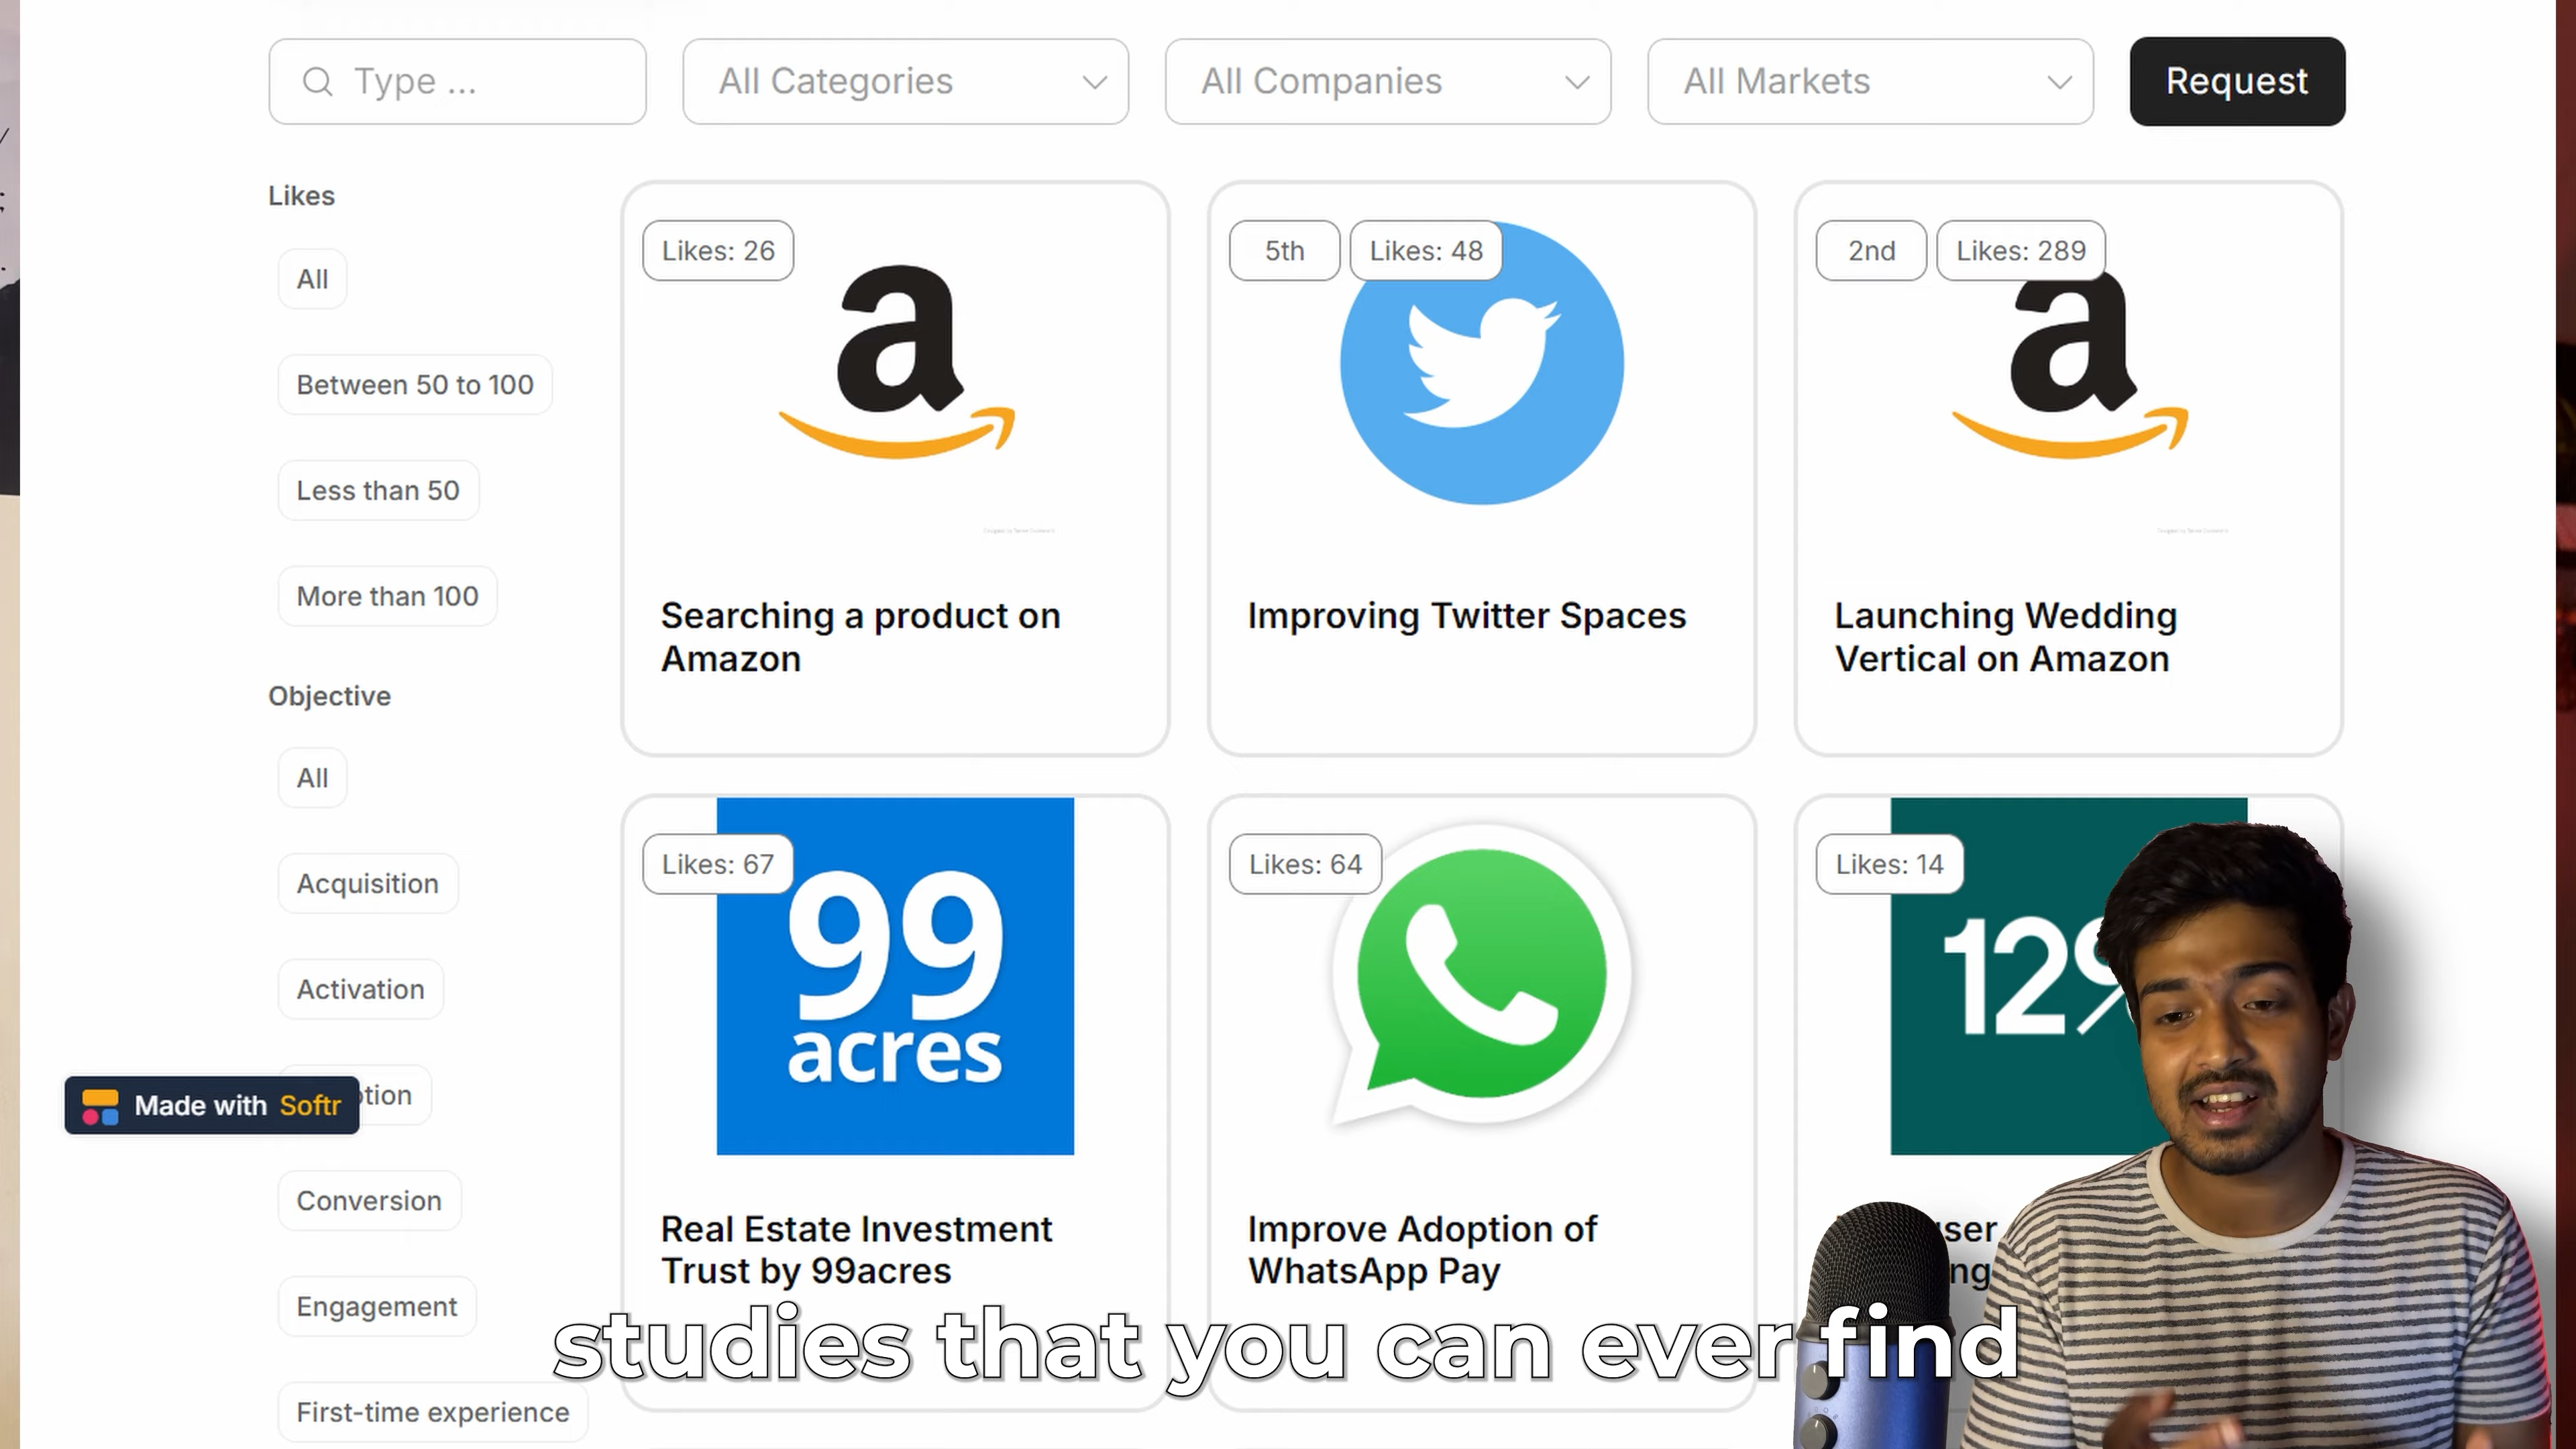 Type ...
All Categories
All Companies
All Markets
Request
Likes
All
Between 50 to 100
Less than 50
More than 100
Objective
All
Acquisition
Activation
Conversion
Engagement
First-time experience
Made with Softr
Likes: 26
a
Searching a product on
Amazon
5th
Likes: 48
Improving Twitter Spaces
2nd
Likes: 289
a
Launching Wedding
Vertical on Amazon
Likes: 67
99
acres
Real Estate Investment
Trust by 99acres
Likes: 64
Improve Adoption of
WhatsApp Pay
Likes: 14
12%
studies that you can ever find